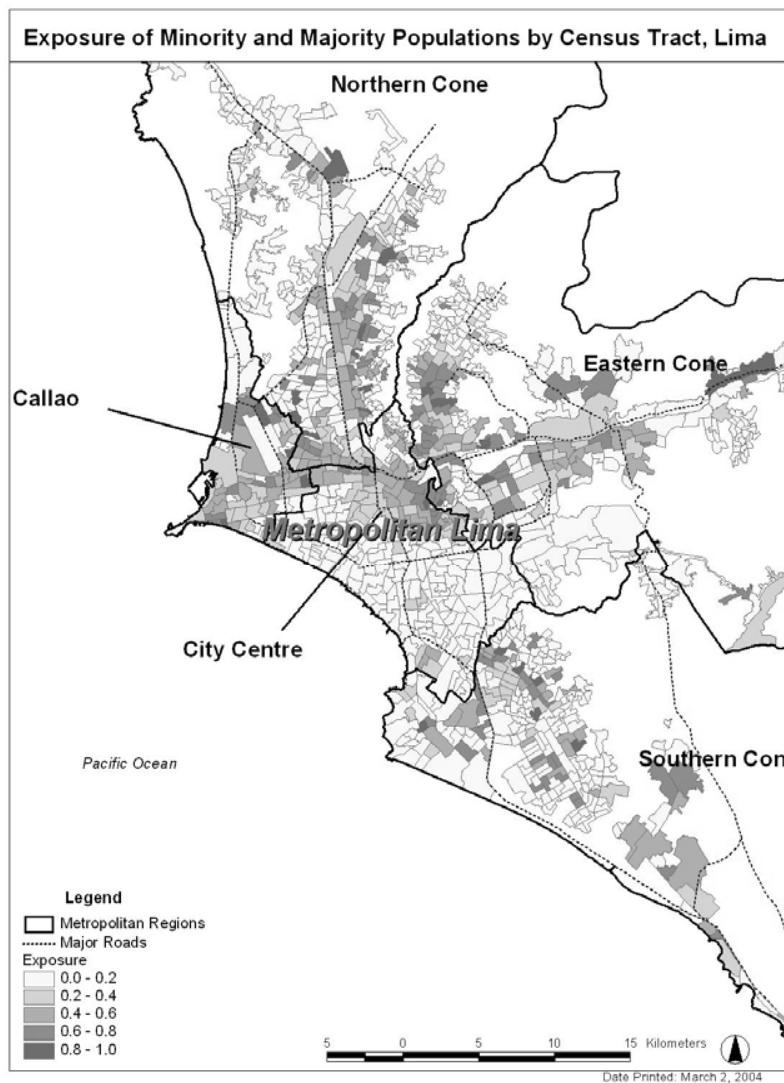 Exposure of Minority and Majority Populations by Census Tract, Lima
Northern Cone
Eastern Cone
Callao
Metropolitan Lima
City Centre
Southern Con
Pacific Ocean
Legend
Metropolitan Regions
Major Roads
Exposure
0.0 - 0.2
0.2 - 0.4
0.4 - 0.6
0.6 - 0.8
0.8 - 1.0
5 0 5 10 15 Kilometers
Date Printed: March 2, 2004